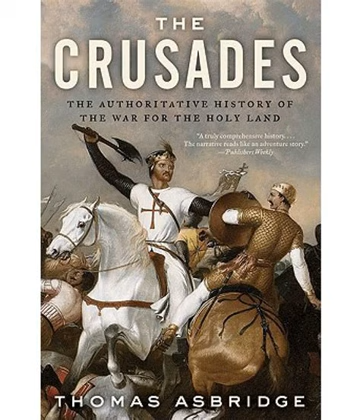 THE
CRUSADES
THE AUTHORITATIVE HISTORY OF
THE WAR FOR THE HOLY LAND
"A truly comprehensive history. . . .
The narrative reads like an adventure story."
—Publishers Weekly
THOMAS ASBRIDGE